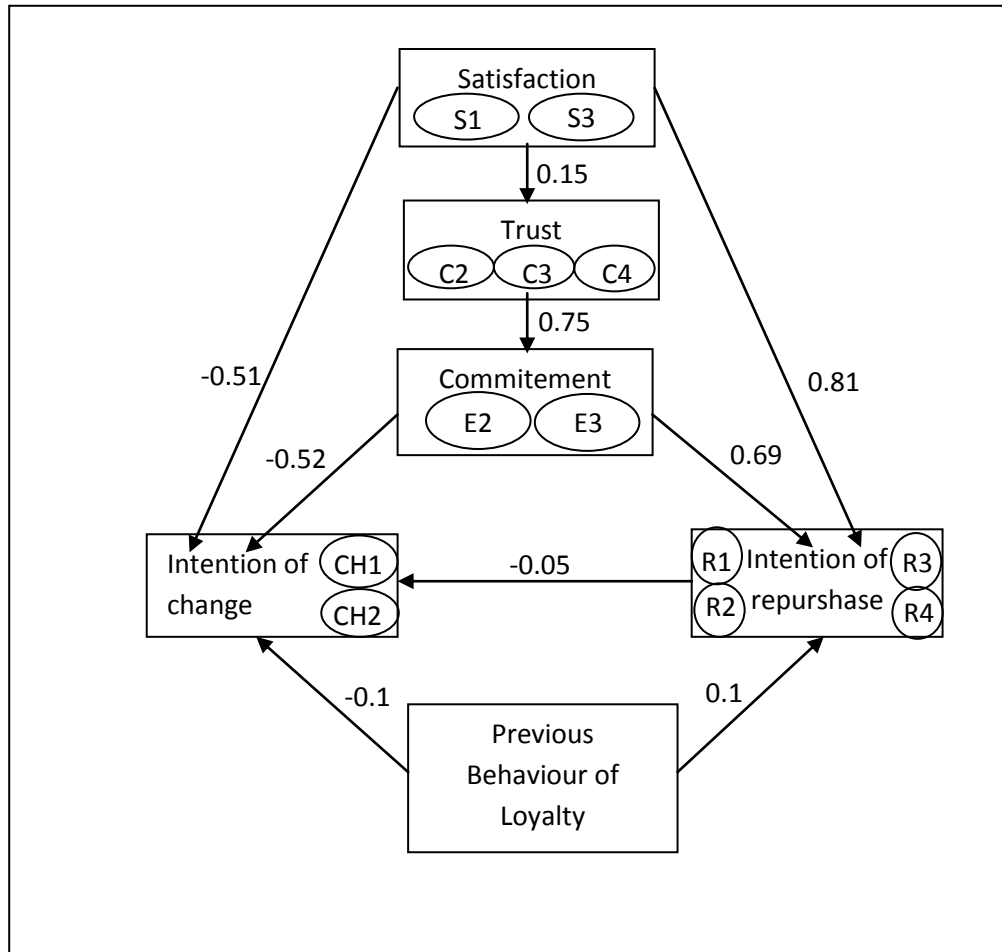 Satisfaction
S1 S3
0.15
Trust
C2 C3 C4
0.75
-0.51
Commitement
0.81
E2 E3
-0.52
0.69
Intention of
change
CH1
CH2
-0.05
R1
R2
Intention of
repurshase
R3
R4
-0.1
0.1
Previous
Behaviour of
Loyalty